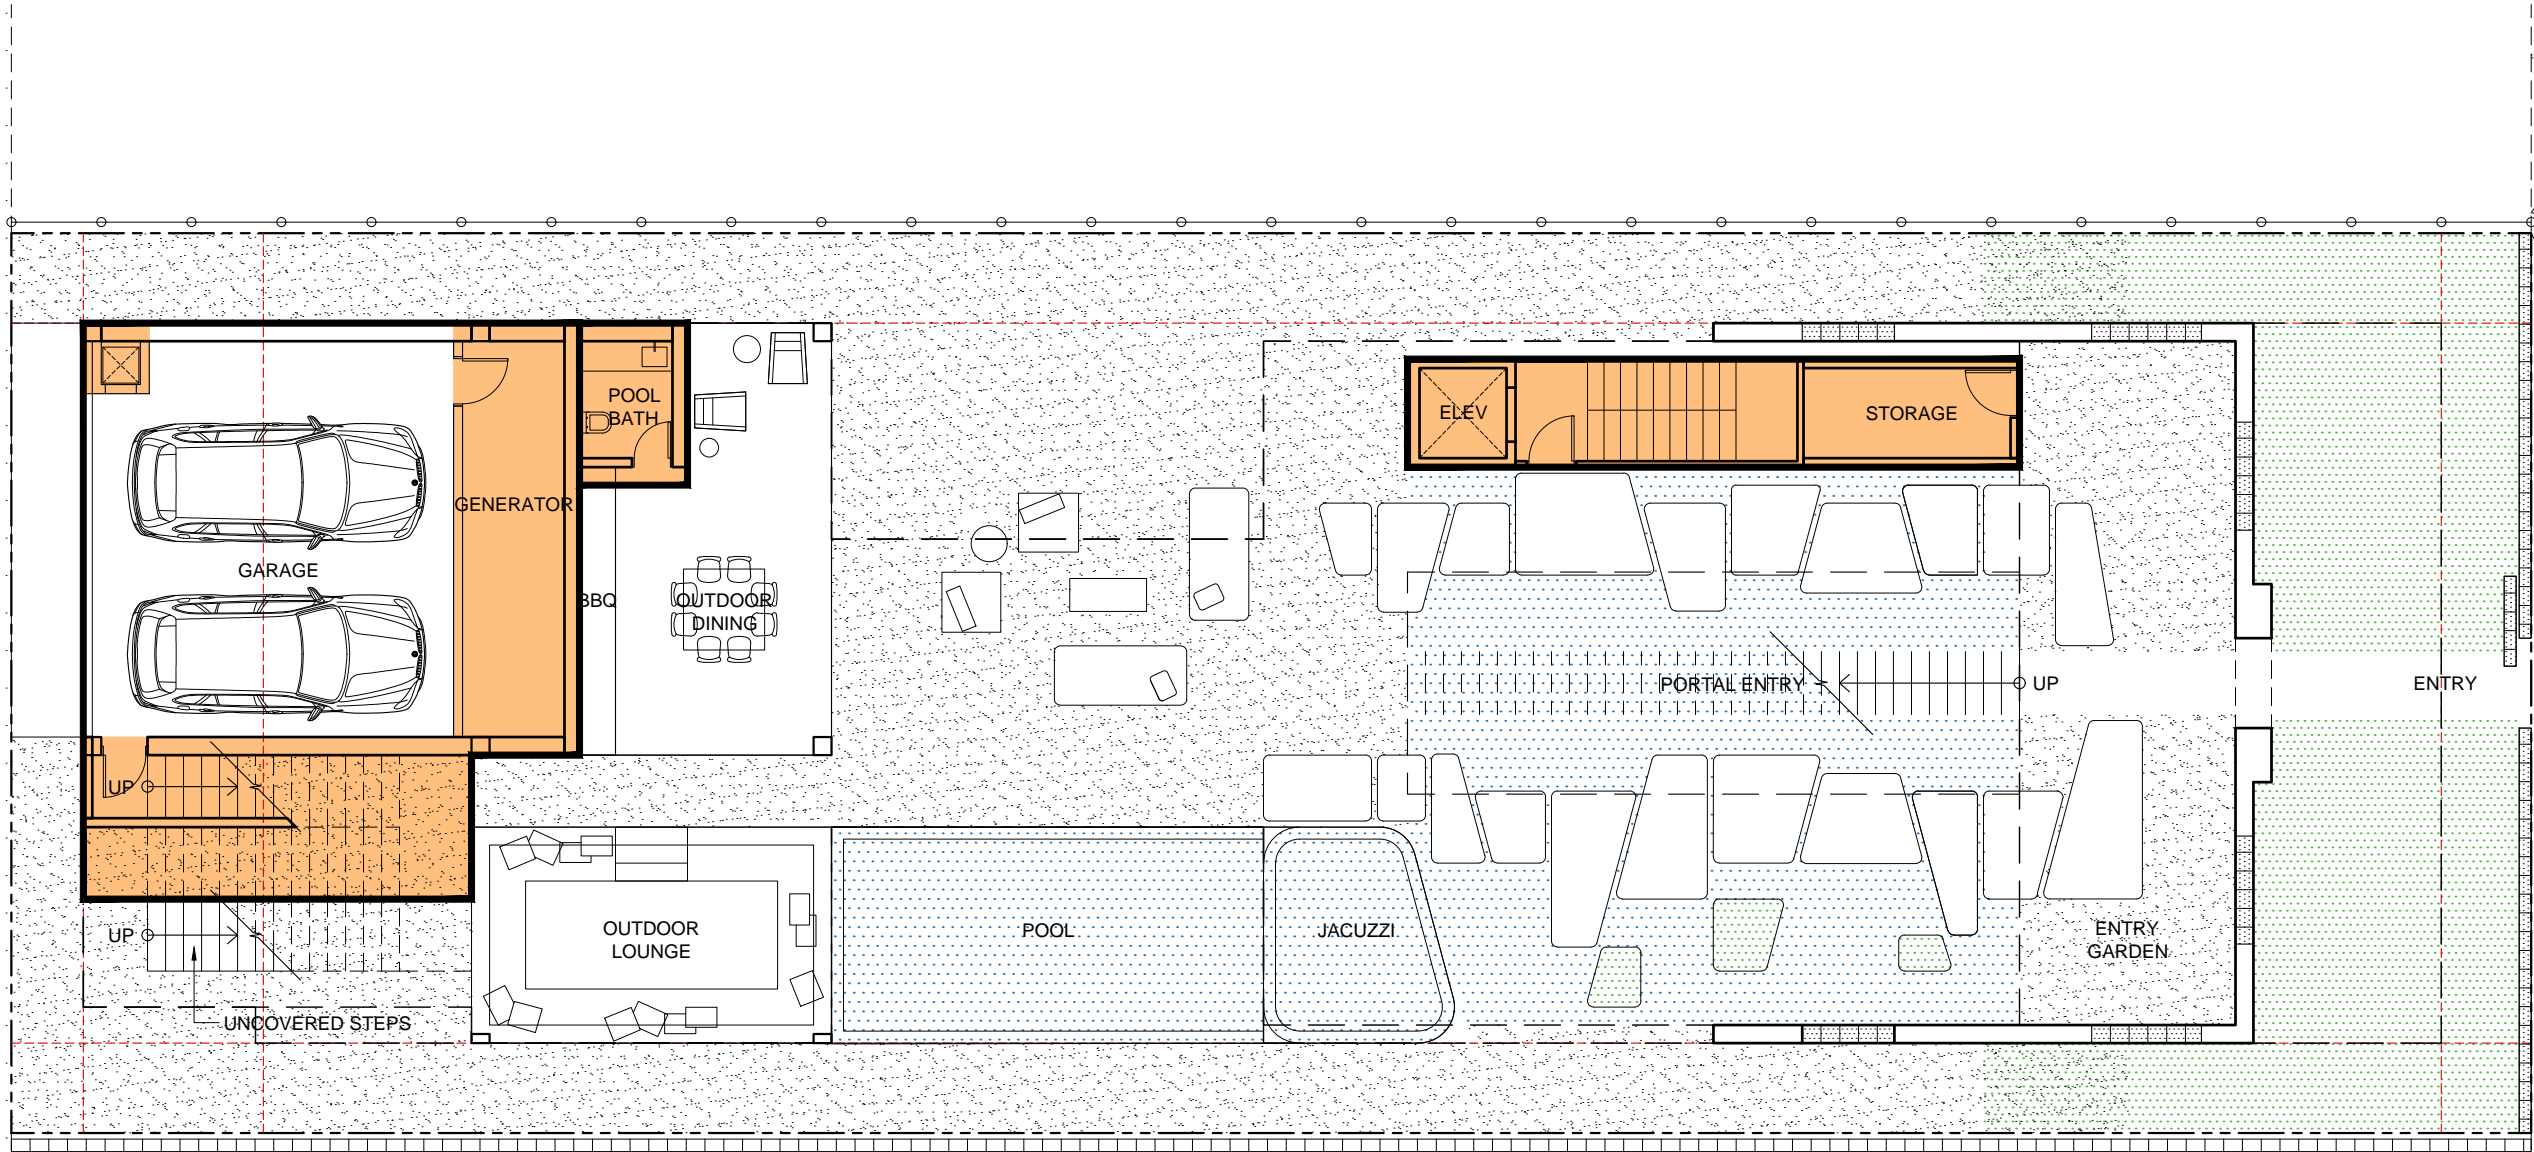 POOL
BATH
ELEV
STORAGE
GENERATOR
GARAGE
BBQ
OUTDOOR
DINING
PORTAL ENTRY
UP
ENTRY
UP
UP
OUTDOOR
LOUNGE
POOL
JACUZZI
ENTRY
GARDEN
UNCOVERED STEPS